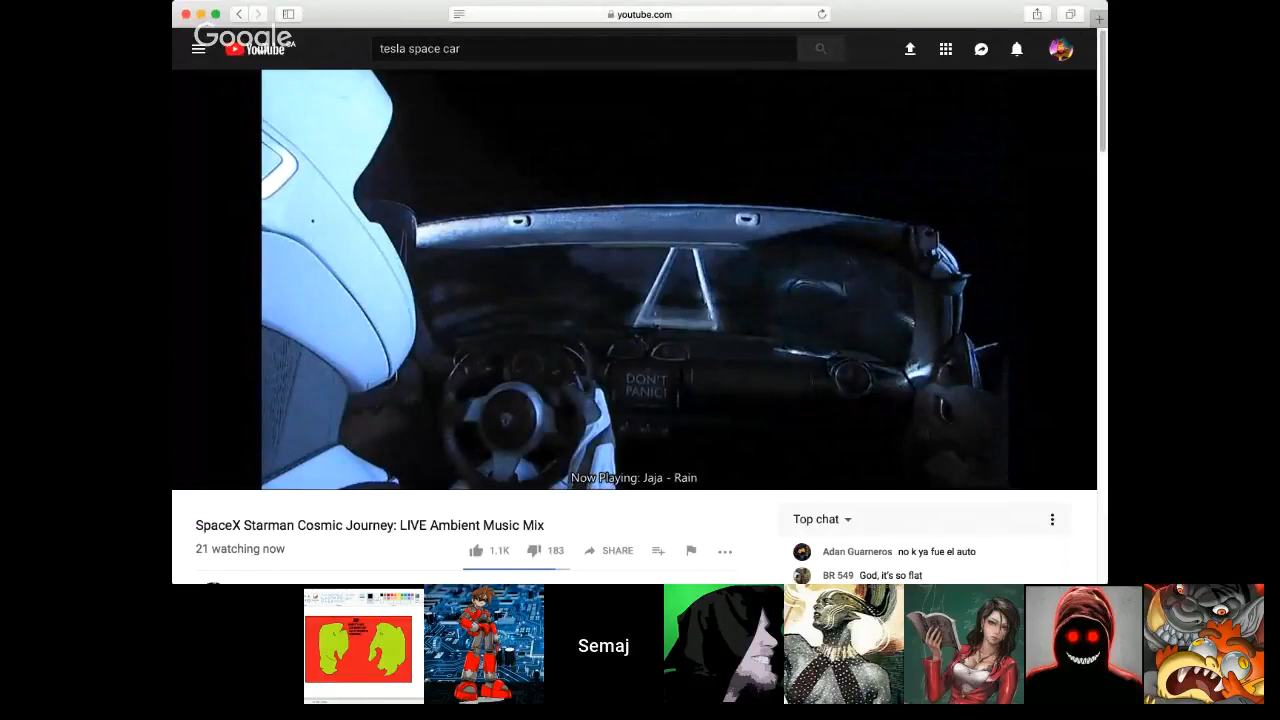 youtube.com
Google
YouTube CA
tesla space car
DON'T
PANIC!
Now Playing: Jaja - Rain
SpaceX Starman Cosmic Journey: LIVE Ambient Music Mix
21 watching now
1.1K
183
SHARE
Top chat
Adan Guarneros no k ya fue el auto
BR 549 God, it's so flat
Semaj